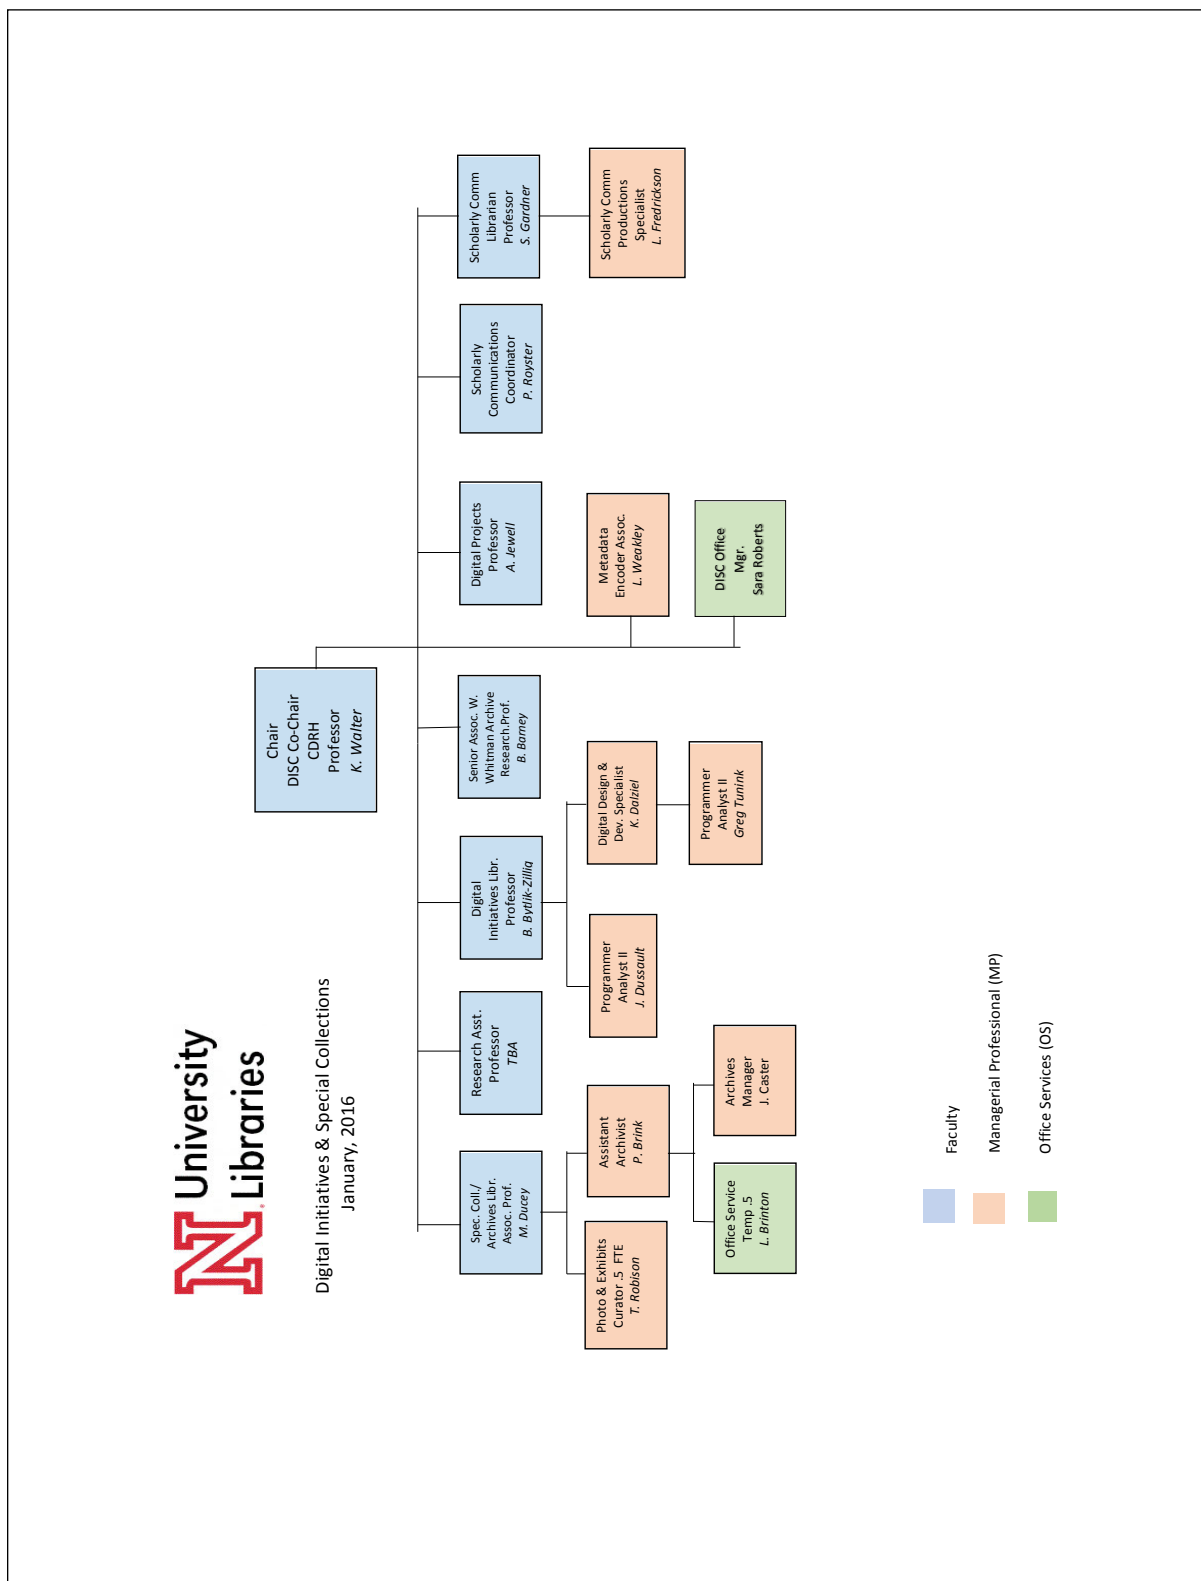 N University
Libraries
Digital Initiatives & Special Collections
January, 2016
Chair
DISC Co-Chair
CDRH
Professor
K. Walter
Spec. Coll./
Archives Libr.
Assoc. Prof.
M. Ducey
Research Asst.
Professor
TBA
Digital
Initiatives Libr.
Professor
B. Bytlik-Zilliq
Senior Assoc. W.
Whitman Archive
Research.Prof.
B. Barney
Digital Projects
Professor
A. Jewell
Scholarly
Communications
Coordinator
P. Royster
Scholarly Comm
Librarian
Professor
S. Gardner
Photo & Exhibits
Curator .5 FTE
T. Robison
Assistant
Archivist
P. Brink
Programmer
Analyst II
J. Dussault
Digital Design &
Dev. Specialist
K. Dalziel
Metadata
Encoder Assoc.
L. Weakley
Scholarly Comm
Productions
Specialist
L. Fredrickson
Office Service
Temp .5
L. Brinton
Archives
Manager
J. Caster
Programmer
Analyst II
Greg Tunink
DISC Office
Mgr.
Sara Roberts
Faculty
Managerial Professional (MP)
Office Services (OS)